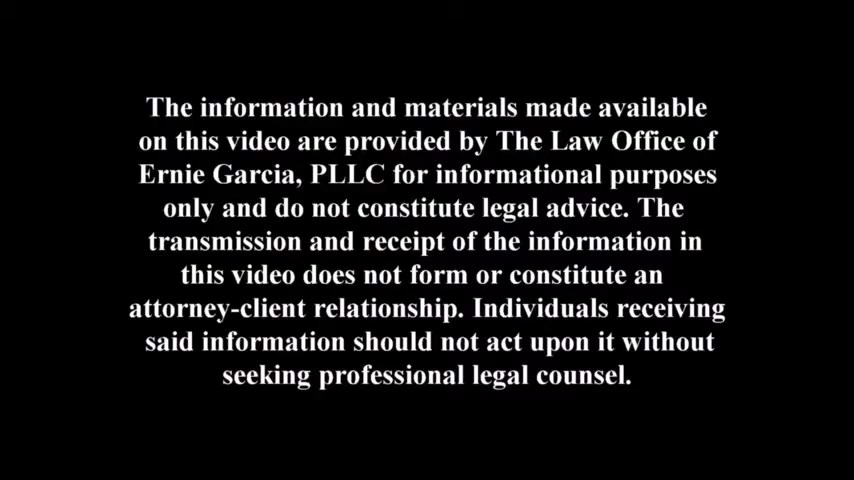 The information and materials made available
on this video are provided by The Law Office of
Ernie Garcia, PLLC for informational purposes
only and do not constitute legal advice. The
transmission and receipt of the information in
this video does not form or constitute an
attorney-client relationship. Individuals receiving
said information should not act upon it without
seeking professional legal counsel.